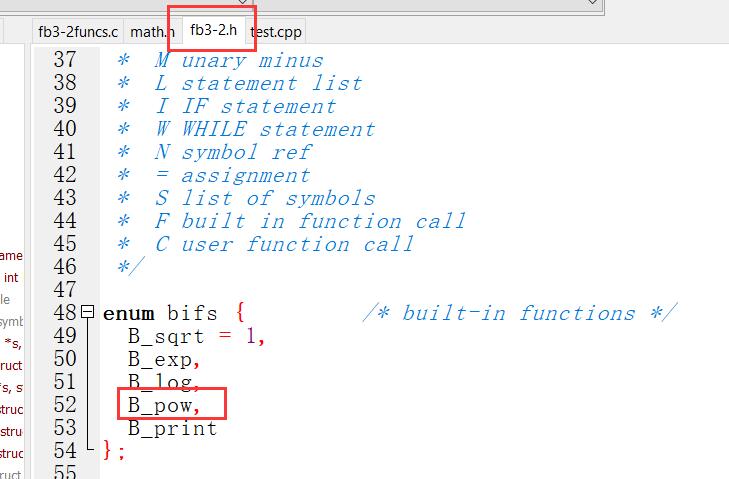 fb3-2funcs.c math.h fb3-2.h test.cpp
37 * M unary minus
38 * L statement list
39 * I IF statement
40 * W WHILE statement
41 * N symbol ref
42 * = assignment
43 * S list of symbols
44 * F built in function call
45 * C user function call
46 */
47
48 enum bifs { /* built-in functions */
49 B_sqrt = 1,
50 B_exp,
51 B_log,
52 B_pow,
53 B_print
54 };
55
ame
int
le
symb
*s,
ruct
fs, s
truc
stru
struc
ruct